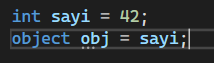 int sayi = 42;
object obj = sayi;